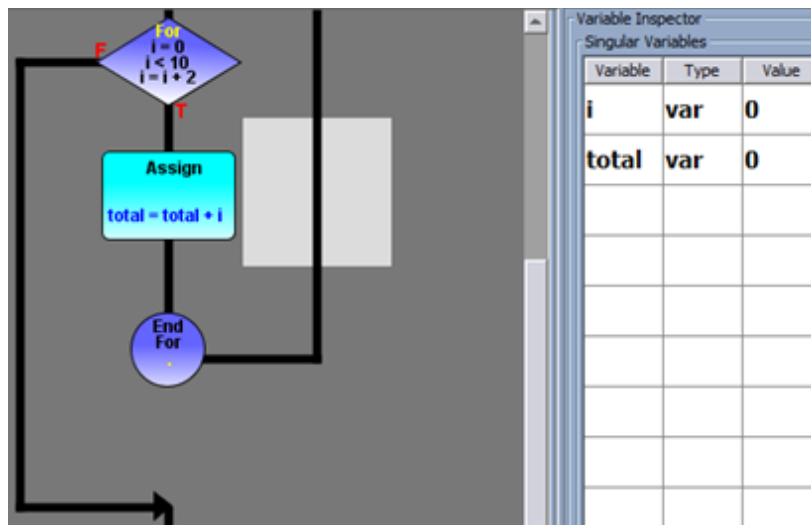 For
i = 0
i < 10
i = i + 2
F
T
Assign
total = total + i
End
For
Variable Inspector
Singular Variables
Variable Type Value
i var 0
total var 0